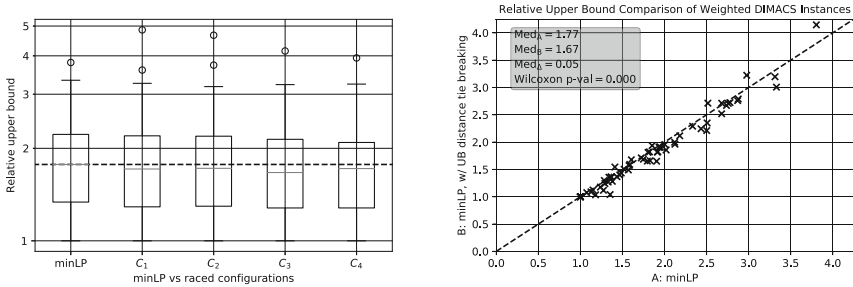 5
4
3
2
1
Relative upper bound
minLP C₁ C₂ C₃ C₄
minLP vs raced configurations
Relative Upper Bound Comparison of Weighted DIMACS Instances
Med_A = 1.77
Med_B = 1.67
Med_Δ = 0.05
Wilcoxon p-val = 0.000
4.0
3.5
3.0
2.5
2.0
1.5
1.0
0.5
0.0
B: minLP, w/ UB distance tie breaking
0.0 0.5 1.0 1.5 2.0 2.5 3.0 3.5 4.0
A: minLP